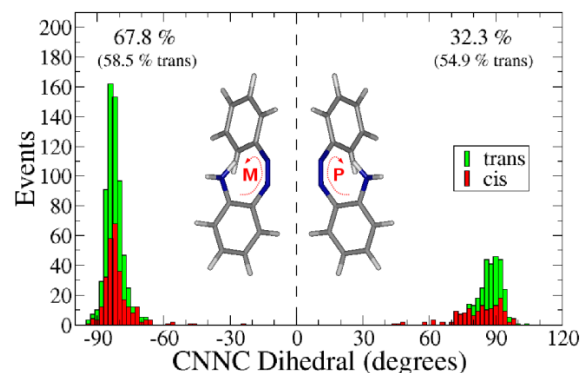 67.8 %
(58.5 % trans)
32.3 %
(54.9 % trans)
M
P
trans
cis
Events
0
20
40
60
80
100
120
140
160
180
200
-90
-60
-30
0
30
60
90
120
CNNC Dihedral (degrees)